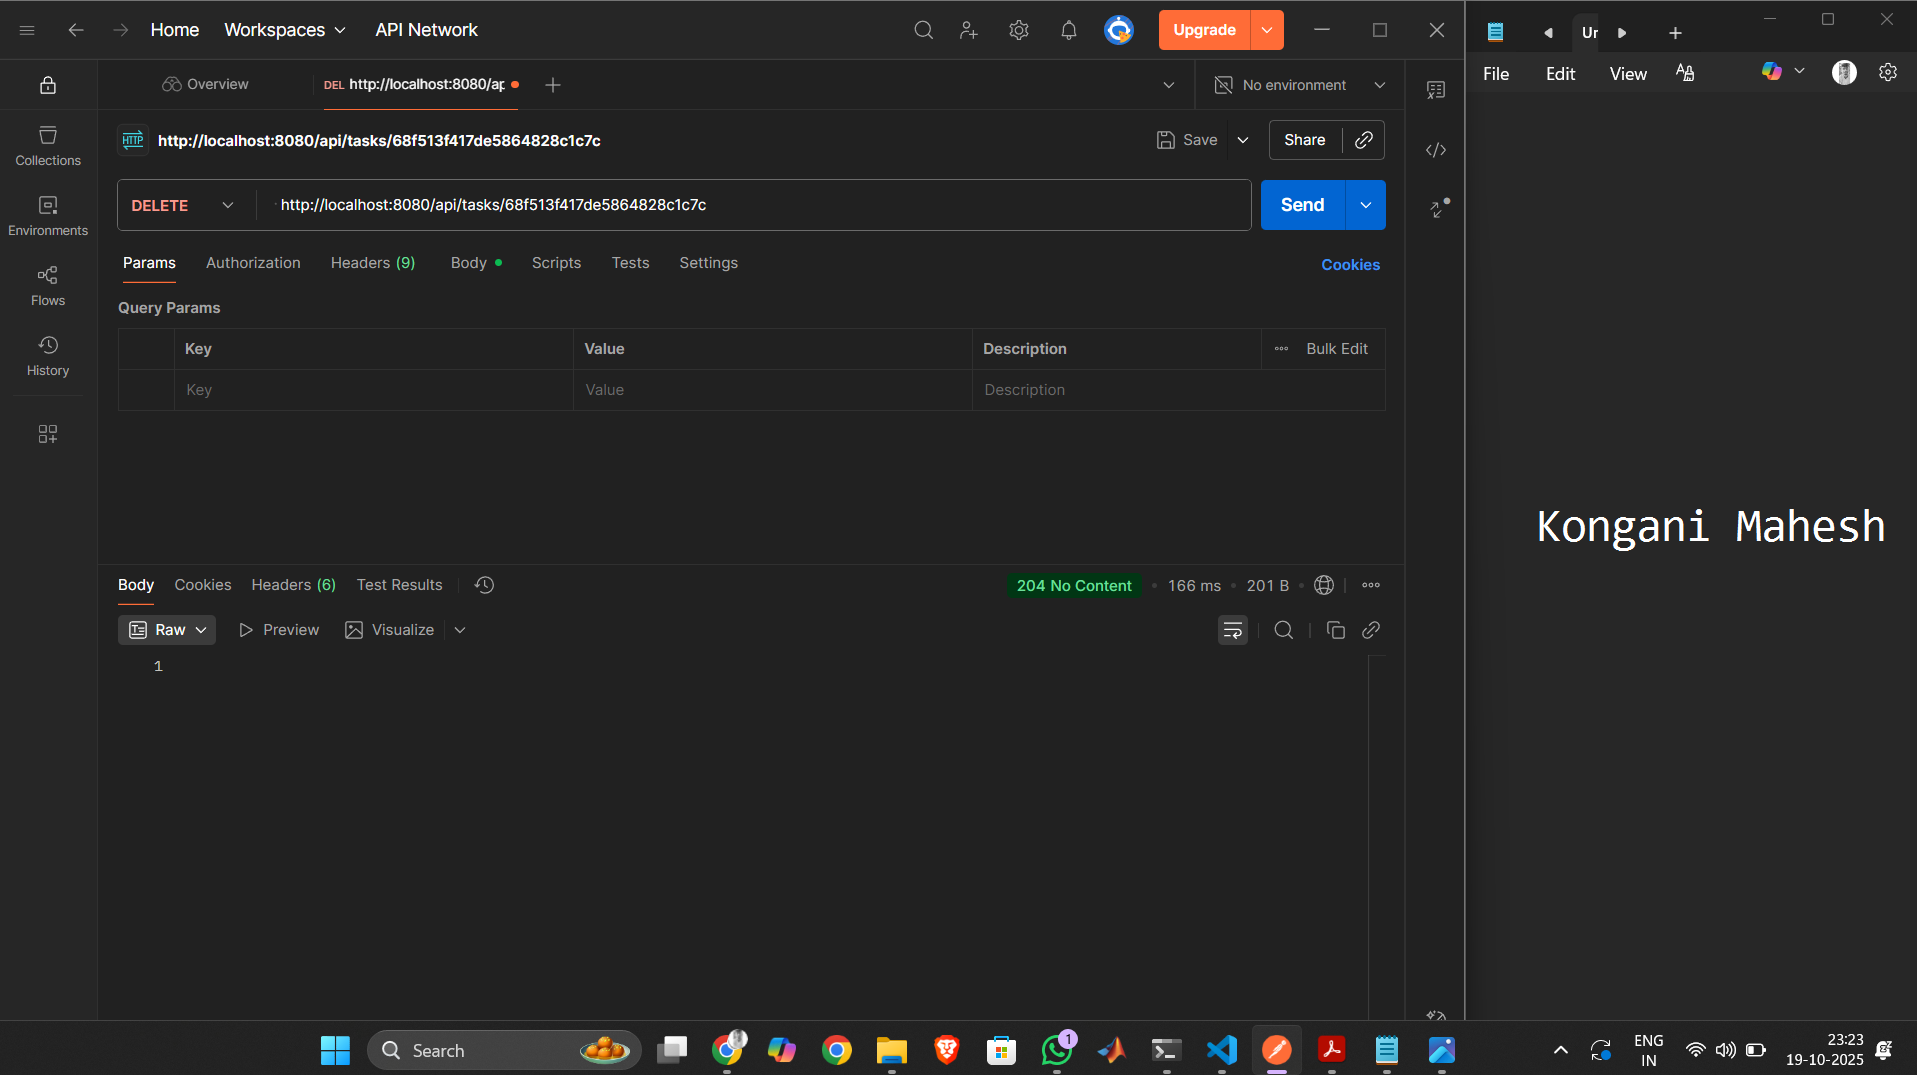 Home Workspaces API Network Upgrade
Overview DEL http://localhost:8080/ap No environment
HTTP http://localhost:8080/api/tasks/68f513f417de5864828c1c7c Save Share
DELETE http://localhost:8080/api/tasks/68f513f417de5864828c1c7c Send
Params Authorization Headers (9) Body Scripts Tests Settings Cookies
Query Params
Key Value Description Bulk Edit
Key Value Description
Collections
Environments
Flows
History
Body Cookies Headers (6) Test Results 204 No Content 166 ms 201 B
Raw Preview Visualize
1
Ur
File Edit View
Kongani Mahesh
Search 1 ENG IN 23:23 19-10-2025